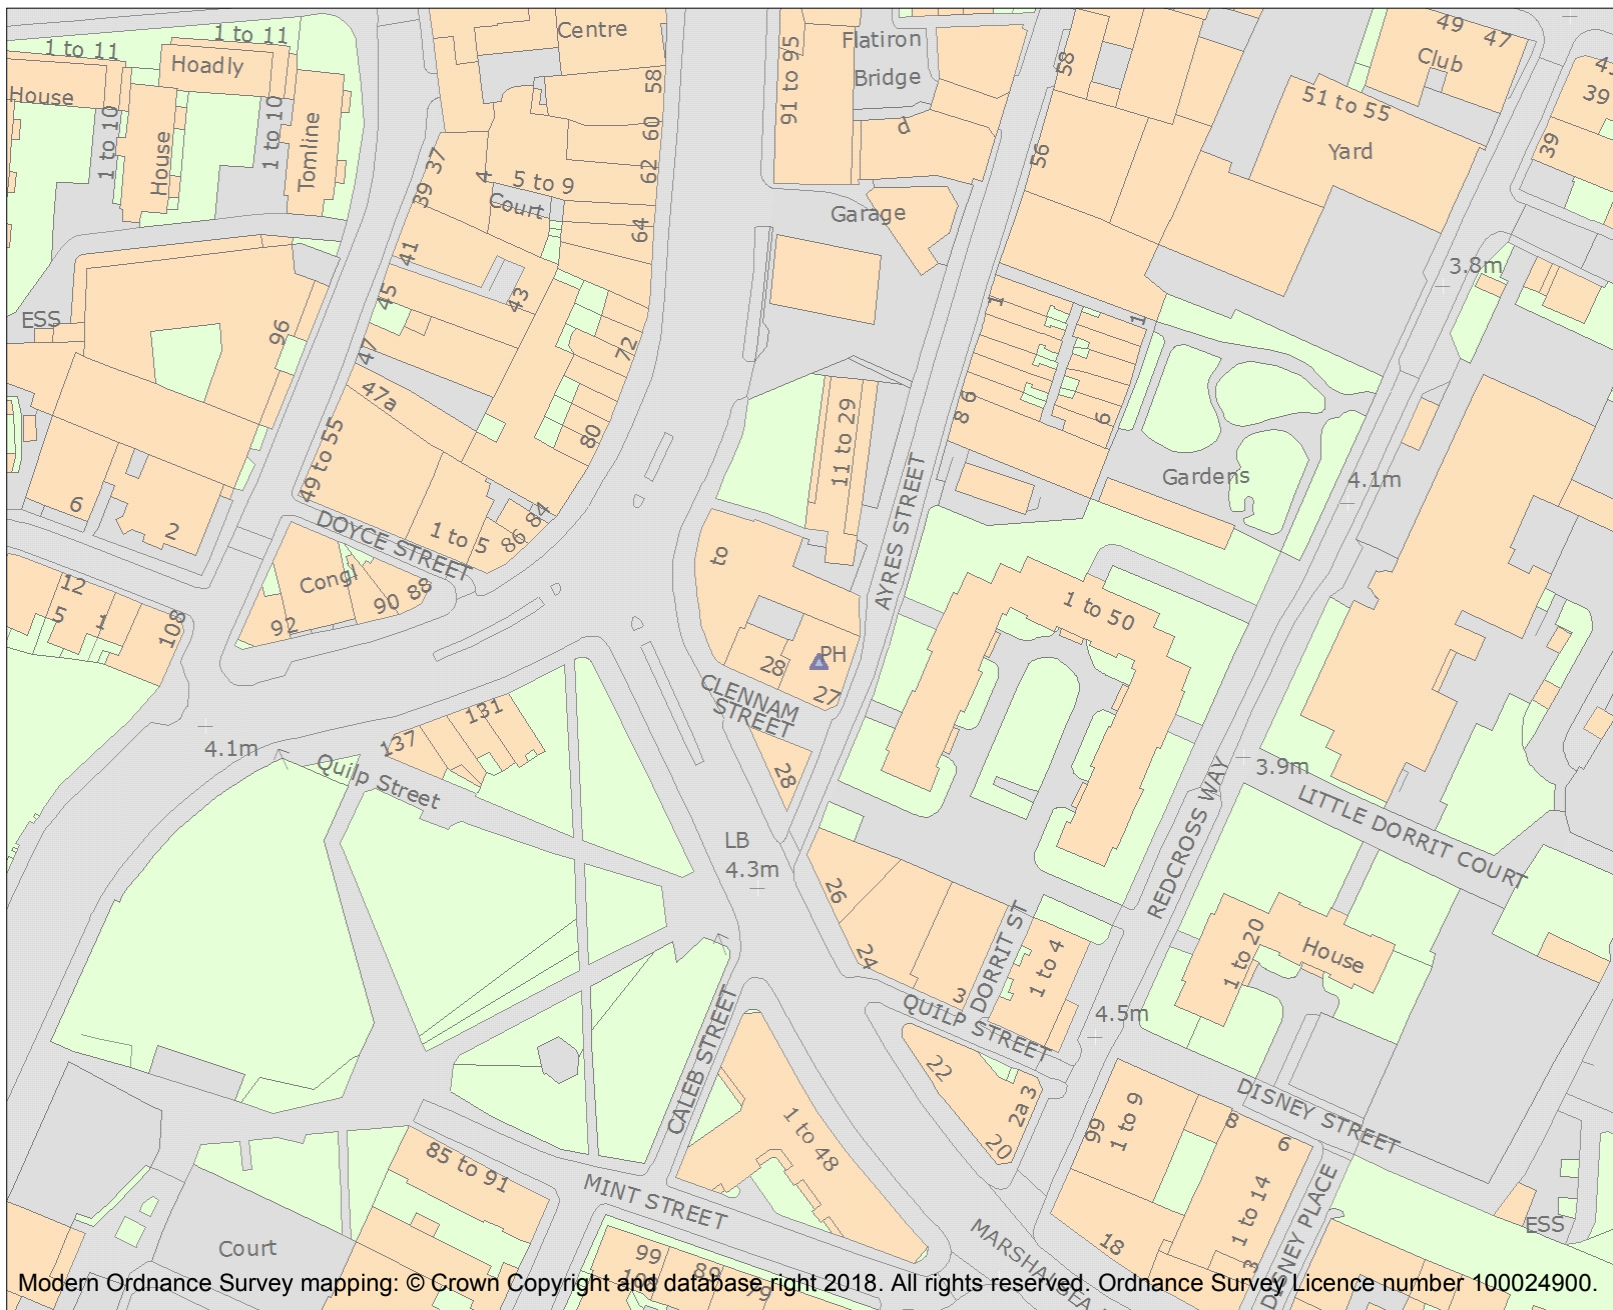 1 to 11
1 to 11
Hoadly
House
1 to 10
House
1 to 10
Tomline
Centre
58
60
62
64
37
39
4
5 to 9
Court
41
45
43
47
47a
72
80
84
86
1 to 5
49 to 55
DOYCE STREET
ESS
96
6
2
12
5
1
108
Congl
88
90
92
91 to 95
Flatiron
Bridge
d
Garage
58
56
49
47
Club
51 to 55
Yard
39
39
3.8m
1
1
6
8
6
11 to 29
AYRES STREET
Gardens
4.1m
to
28
PH
27
CLENNAM
STREET
28
1 to 50
131
137
4.1m
Quilp Street
LB
4.3m
3.9m
REDCROSS WAY
LITTLE DORRIT COURT
26
24
3
DORRIT ST
1 to 4
1 to 20
House
4.5m
QUILP STREET
CALEB STREET
22
2a 3
20
99
1 to 9
DISNEY STREET
8
6
1 to 14
3
DISNEY PLACE
1 to 48
85 to 91
MINT STREET
MARSHALSEA
18
ESS
Court
99
89
79
Modern Ordnance Survey mapping: © Crown Copyright and database right 2018. All rights reserved. Ordnance Survey Licence number 100024900.